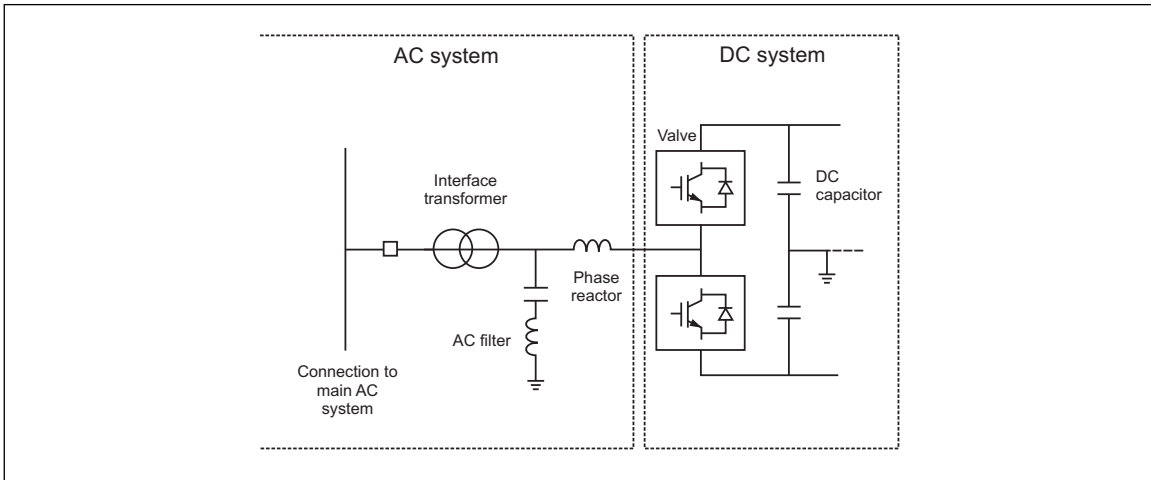 AC system
DC system
Valve
Interface
transformer
DC
capacitor
Phase
reactor
AC filter
Connection to
main AC
system